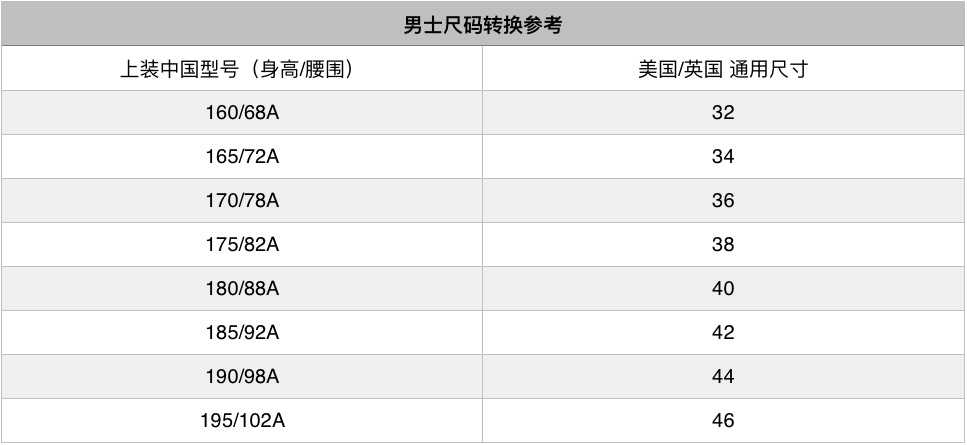 男士尺码转换参考
上装中国型号（身高/腰围） 美国/英国 通用尺寸
160/68A 32
165/72A 34
170/78A 36
175/82A 38
180/88A 40
185/92A 42
190/98A 44
195/102A 46